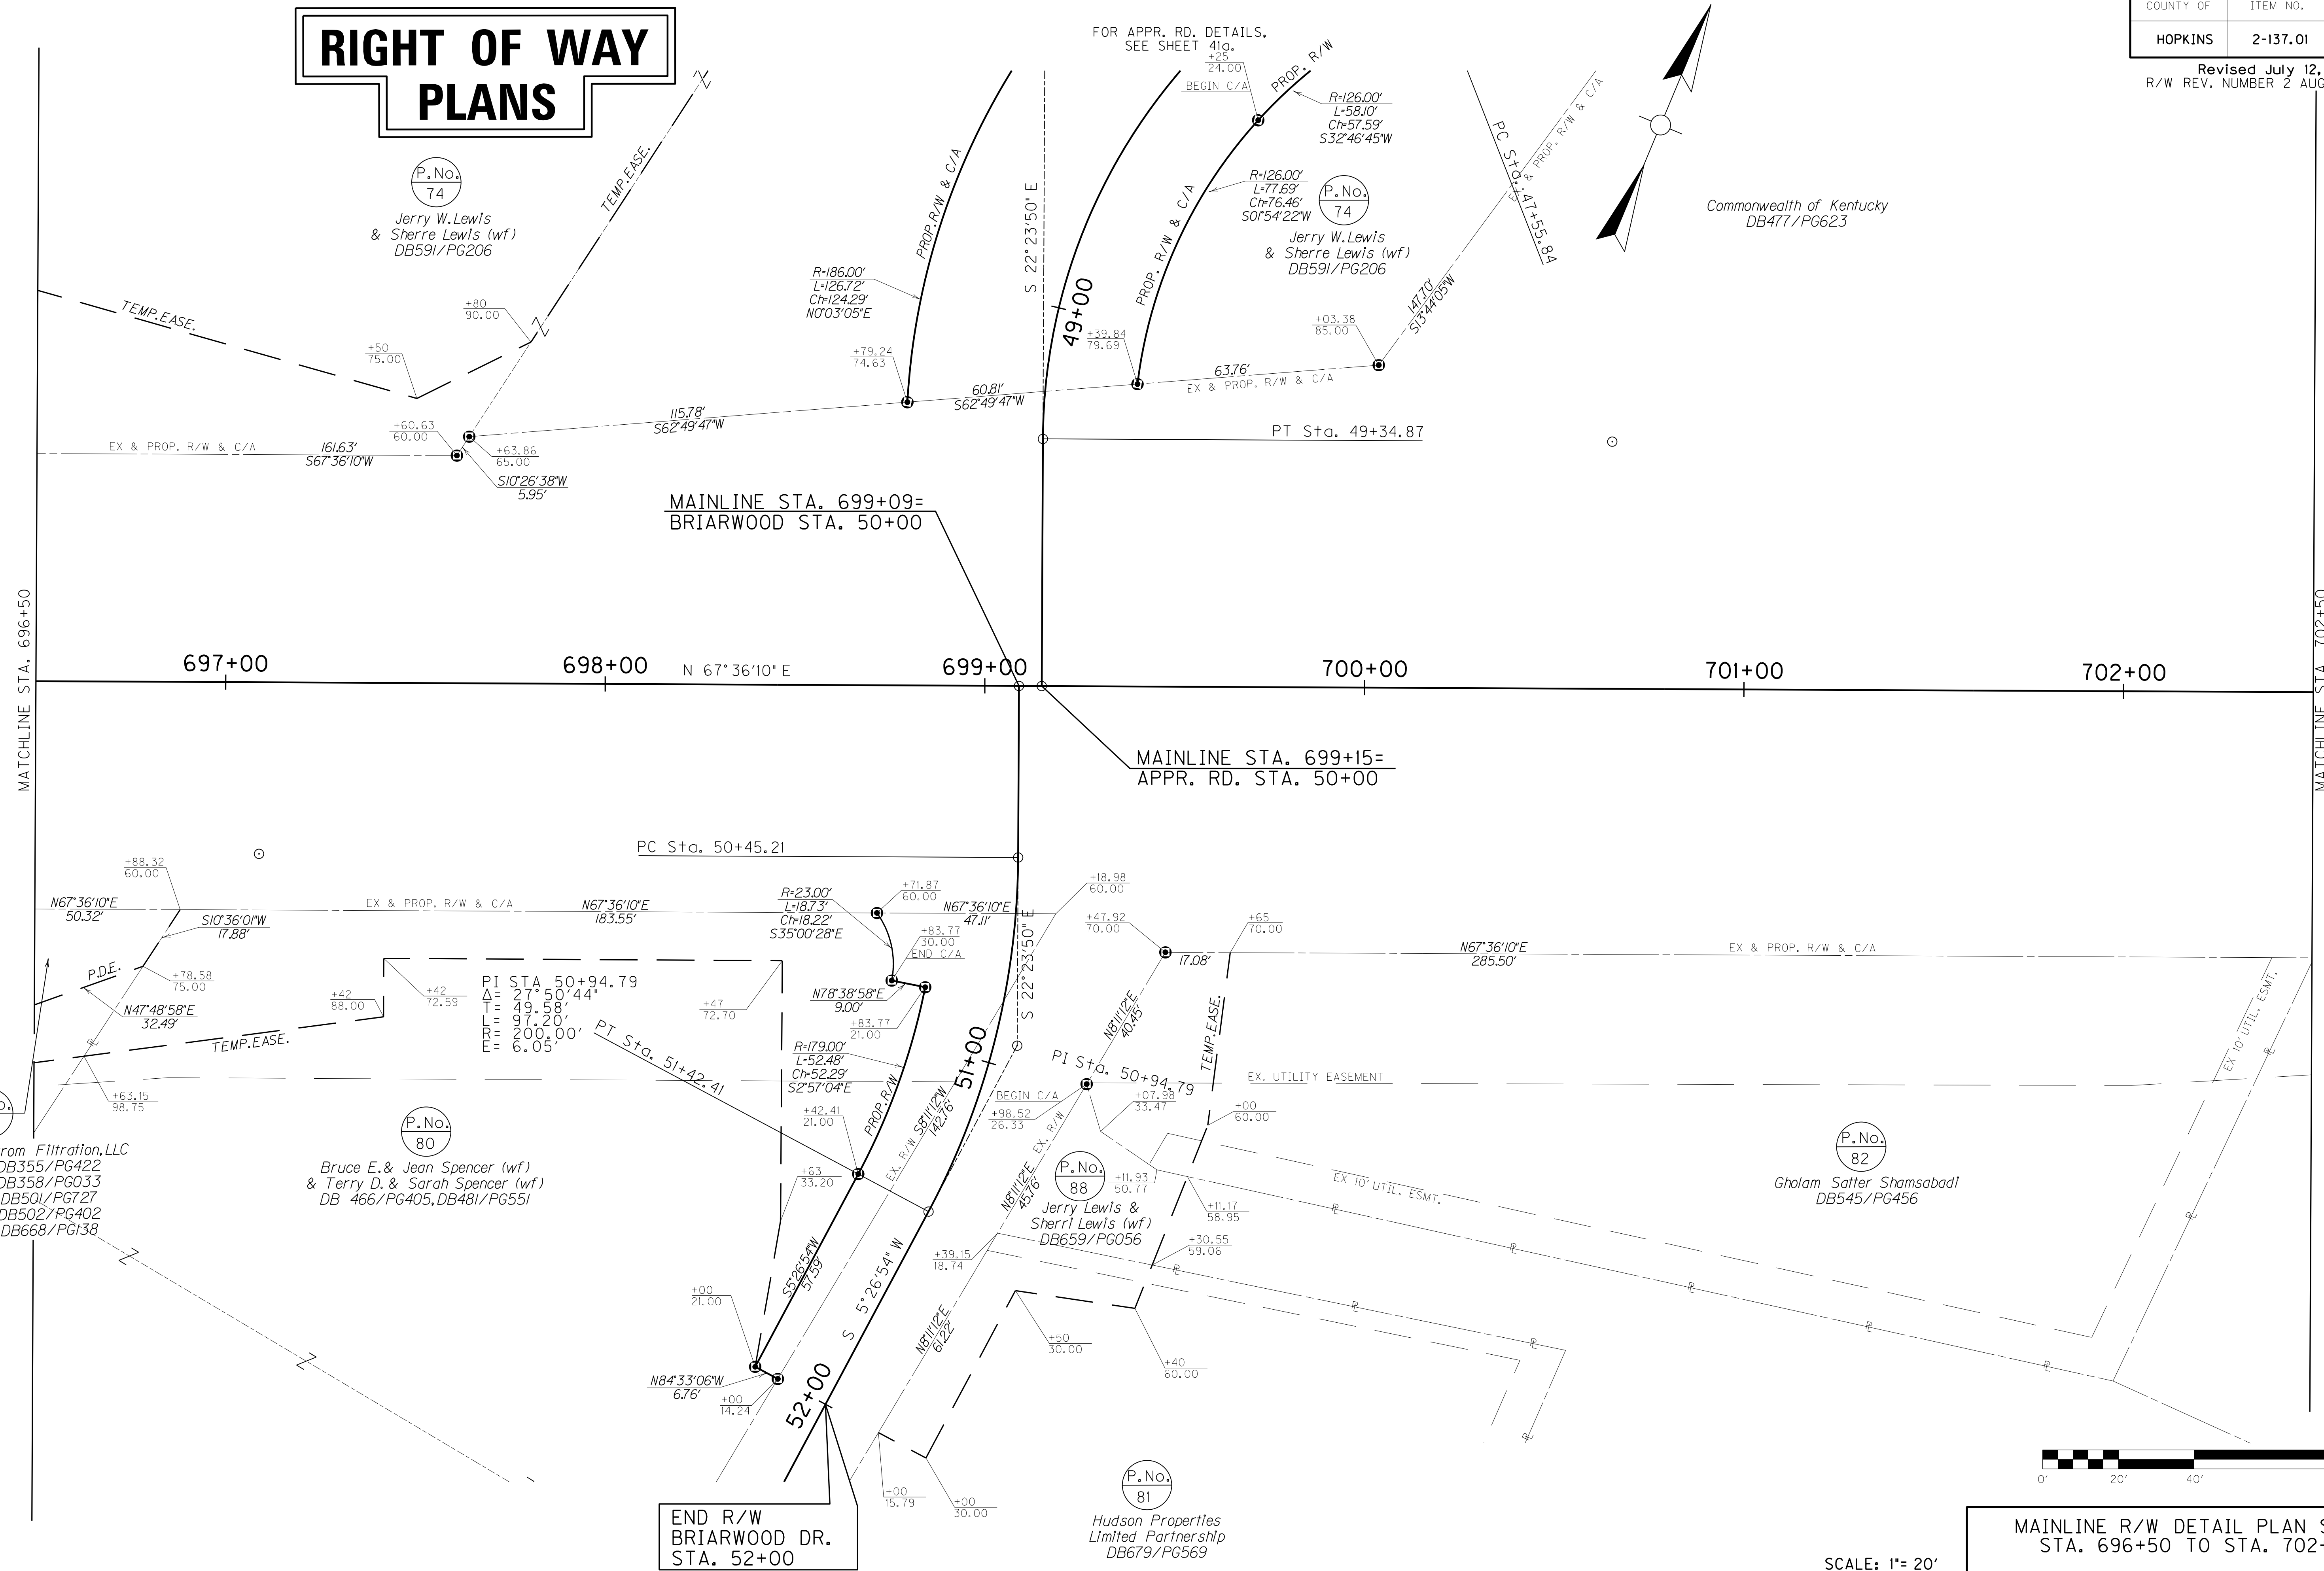 RIGHT OF WAY
PLANS
COUNTY OF
ITEM NO.
HOPKINS
2-137.01
Revised July 12,
R/W REV. NUMBER 2 AUG
FOR APPR. RD. DETAILS,
SEE SHEET 41a.
+25
24.00
BEGIN C/A
PROP. R/W
R=126.00'
L=58.10'
Ch=57.59'
S32°46'45"W
P.No.
74
Jerry W. Lewis
& Sherre Lewis (wf)
DB591/PG206
TEMP.EASE.
TEMP.EASE.
+80
90.00
+50
75.00
PROP. R/W & C/A
R=186.00'
L=126.72'
Ch=124.29'
N0°03'05"E
+79.24
74.63
S 22°23'50" E
49+00
PROP. R/W & C/A
R=126.00'
L=77.69'
Ch=76.46'
S01°54'22"W
P.No.
74
Jerry W. Lewis
& Sherre Lewis (wf)
DB591/PG206
PC Sta. 47+55.84
EX & PROP. R/W & C/A
147.70'
S13°44'05"W
Commonwealth of Kentucky
DB477/PG623
+39.84
79.69
+03.38
85.00
60.81'
S62°49'47"W
63.76'
EX & PROP. R/W & C/A
115.78'
S62°49'47"W
+60.63
60.00
EX & PROP. R/W & C/A
161.63'
S67°36'10"W
+63.86
65.00
S10°26'38"W
5.95'
PT Sta. 49+34.87
MAINLINE STA. 699+09=
BRIARWOOD STA. 50+00
MATCHLINE STA. 696+50
MATCHLINE STA. 702+50
697+00
698+00
N 67°36'10" E
699+00
700+00
701+00
702+00
MAINLINE STA. 699+15=
APPR. RD. STA. 50+00
PC Sta. 50+45.21
+88.32
60.00
N67°36'10"E
50.32'
S10°36'01"W
17.88'
EX & PROP. R/W & C/A
N67°36'10"E
183.55'
R=23.00'
L=18.73'
Ch=18.22'
S35°00'28"E
+71.87
60.00
N67°36'10"E
47.11'
+18.98
60.00
+47.92
70.00
+65
70.00
+83.77
30.00
END C/A
S 22°23'50" E
17.08'
N67°36'10"E
285.50'
EX & PROP. R/W & C/A
P.D.E.
+78.58
75.00
N47°48'58"E
32.49'
TEMP.EASE.
+42
88.00
+42
72.59
PI STA 50+94.79
Δ= 27°50'44"
T= 49.58'
L= 97.20'
R= 200.00'
E= 6.05'
+47
72.70
N78°38'58"E
9.00'
+83.77
21.00
PT Sta. 51+42.41
R=179.00'
L=52.48'
Ch=52.29'
S2°57'04"E
51+00
PI Sta. 50+94.79
N8°11'12"E
40.45'
TEMP.EASE.
EX. UTILITY EASEMENT
EX 10' UTIL. ESMT.
+63.15
98.75
+42.41
21.00
PROP. R/W
EX. R/W
S8°11'12"W
142.76'
BEGIN C/A
+98.52
26.33
EX. R/W
+07.98
33.47
+00
60.00
rom Filtration, LLC
DB355/PG422
DB358/PG033
DB501/PG727
DB502/PG402
DB668/PG138
P.No.
80
Bruce E. & Jean Spencer (wf)
& Terry D. & Sarah Spencer (wf)
DB 466/PG405, DB481/PG551
+63
33.20
N8°11'12"E
45.76'
P.No.
88
Jerry Lewis &
Sherri Lewis (wf)
DB659/PG056
+11.93
50.77
+11.17
58.95
+30.55
59.06
EX 10' UTIL. ESMT.
P.No.
82
Gholam Satter Shamsabadi
DB545/PG456
+39.15
18.74
S5°26'54"W
57.59'
S 5°26'54" W
+00
21.00
N8°11'12"E
61.22'
+50
30.00
+40
60.00
N84°33'06"W
6.76'
+00
14.24
52+00
END R/W
BRIARWOOD DR.
STA. 52+00
+00
15.79
+00
30.00
P.No.
81
Hudson Properties
Limited Partnership
DB679/PG569
0'
20'
40'
SCALE: 1"= 20'
MAINLINE R/W DETAIL PLAN S
STA. 696+50 TO STA. 702+